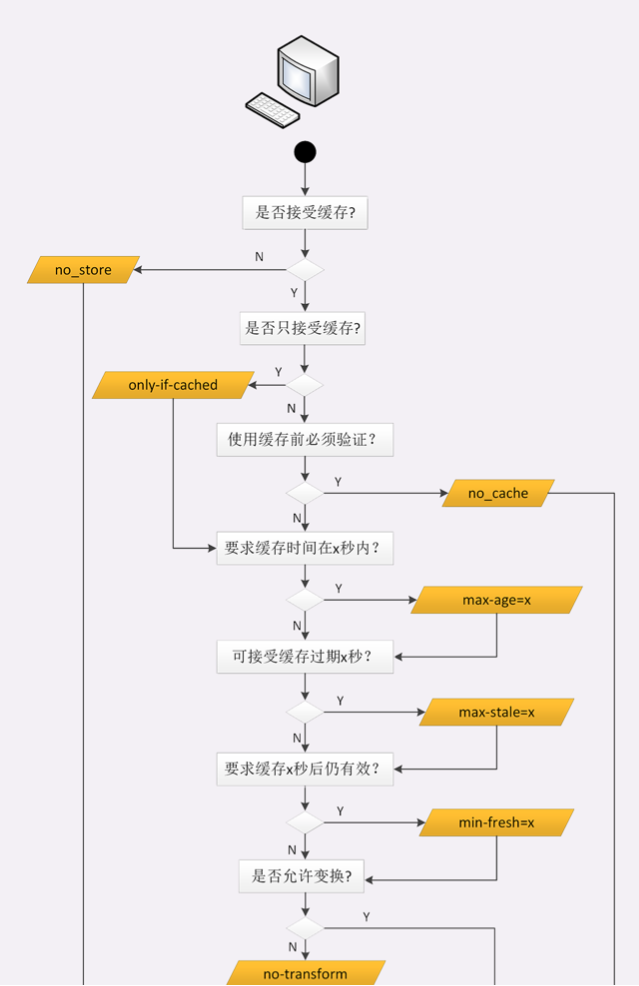 是否接受缓存?
N
no_store
Y
是否只接受缓存?
Y
only-if-cached
N
使用缓存前必须验证?
Y
no_cache
N
要求缓存时间在x秒内?
Y
max-age=x
N
可接受缓存过期x秒?
Y
max-stale=x
N
要求缓存x秒后仍有效?
Y
min-fresh=x
N
是否允许变换?
Y
N
no-transform